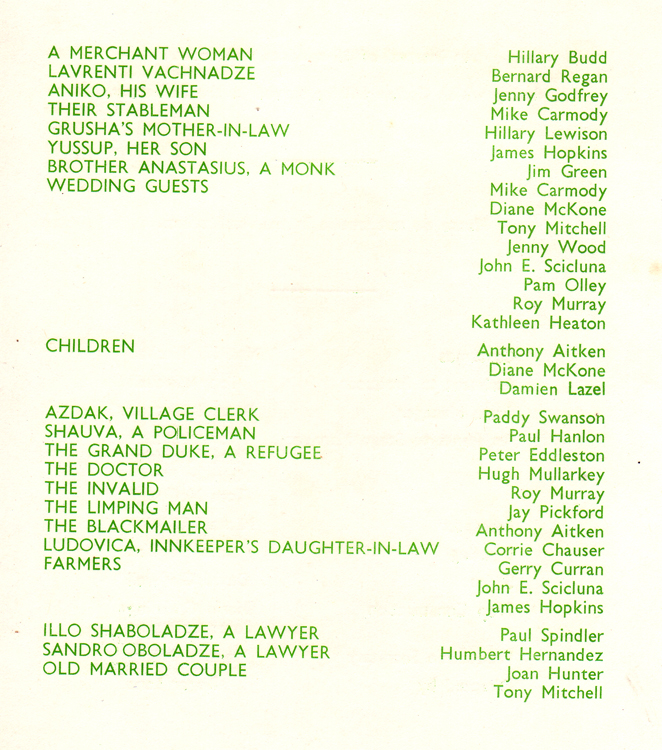 A MERCHANT WOMAN Hillary Budd
LAVRENTI VACHNADZE Bernard Regan
ANIKO, HIS WIFE Jenny Godfrey
THEIR STABLEMAN Mike Carmody
GRUSHA'S MOTHER-IN-LAW Hillary Lewison
YUSSUP, HER SON James Hopkins
BROTHER ANASTASIUS, A MONK Jim Green
WEDDING GUESTS Mike Carmody
Diane McKone
Tony Mitchell
Jenny Wood
John E. Scicluna
Pam Olley
Roy Murray
Kathleen Heaton
CHILDREN Anthony Aitken
Diane McKone
Damien Lazel
AZDAK, VILLAGE CLERK Paddy Swanson
SHAUVA, A POLICEMAN Paul Hanlon
THE GRAND DUKE, A REFUGEE Peter Eddleston
THE DOCTOR Hugh Mullarkey
THE INVALID Roy Murray
THE LIMPING MAN Jay Pickford
THE BLACKMAILER Anthony Aitken
LUDOVICA, INNKEEPER'S DAUGHTER-IN-LAW Corrie Chauser
FARMERS Gerry Curran
John E. Scicluna
James Hopkins
ILLO SHABOLADZE, A LAWYER Paul Spindler
SANDRO OBOLADZE, A LAWYER Humbert Hernandez
OLD MARRIED COUPLE Joan Hunter
Tony Mitchell